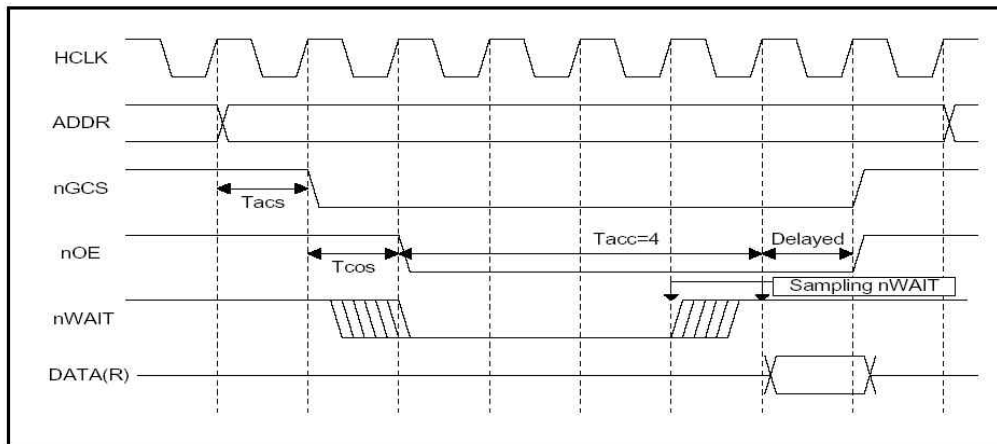 HCLK
ADDR
nGCS
Tacs
nOE
Tacc=4
Delayed
Tcos
Sampling nWAIT
nWAIT
DATA(R)